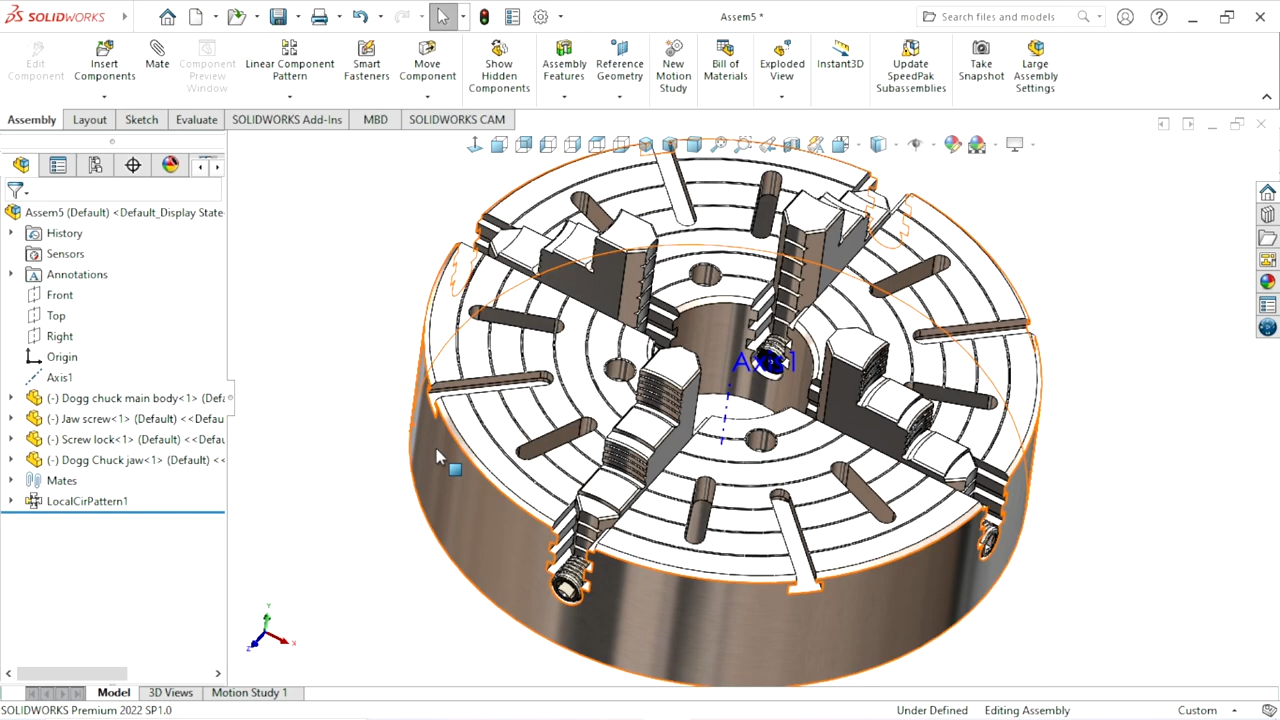 SOLIDWORKS
Assem5 *
Search files and models
Edit Component
Insert Components
Mate
Component Preview Window
Linear Component Pattern
Smart Fasteners
Move Component
Show Hidden Components
Assembly Features
Reference Geometry
New Motion Study
Bill of Materials
Exploded View
Instant3D
Update SpeedPak Subassemblies
Take Snapshot
Large Assembly Settings
Assembly
Layout
Sketch
Evaluate
SOLIDWORKS Add-Ins
MBD
SOLIDWORKS CAM
Assem5 (Default) <Default_Display State
History
Sensors
Annotations
Front
Top
Right
Origin
Axis1
(-) Dogg chuck main body<1> (Defa
(-) Jaw screw<1> (Default) <<Defau
(-) Screw lock<1> (Default) <<Defau
(-) Dogg Chuck jaw<1> (Default) <<
Mates
LocalCirPattern1
Axis1
Model
3D Views
Motion Study 1
SOLIDWORKS Premium 2022 SP1.0
Under Defined
Editing Assembly
Custom